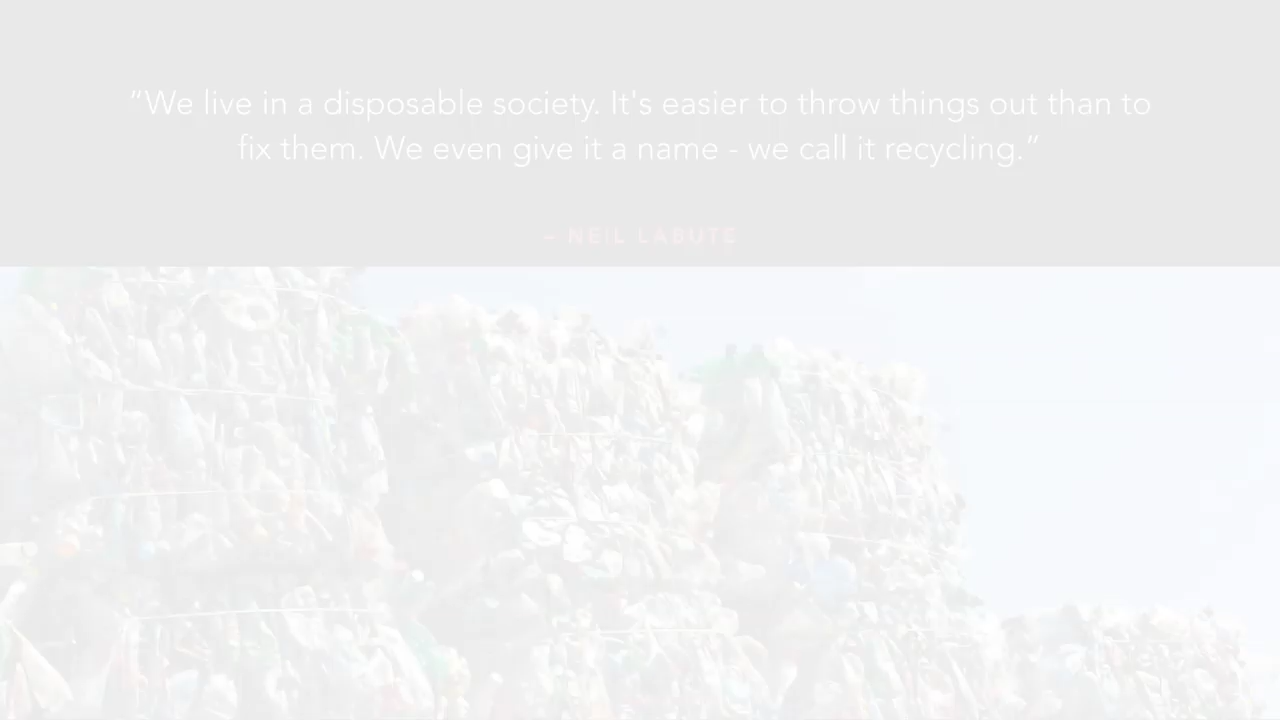 “We live in a disposable society. It's easier to throw things out than to
fix them. We even give it a name - we call it recycling.”
– NEIL LABUTE